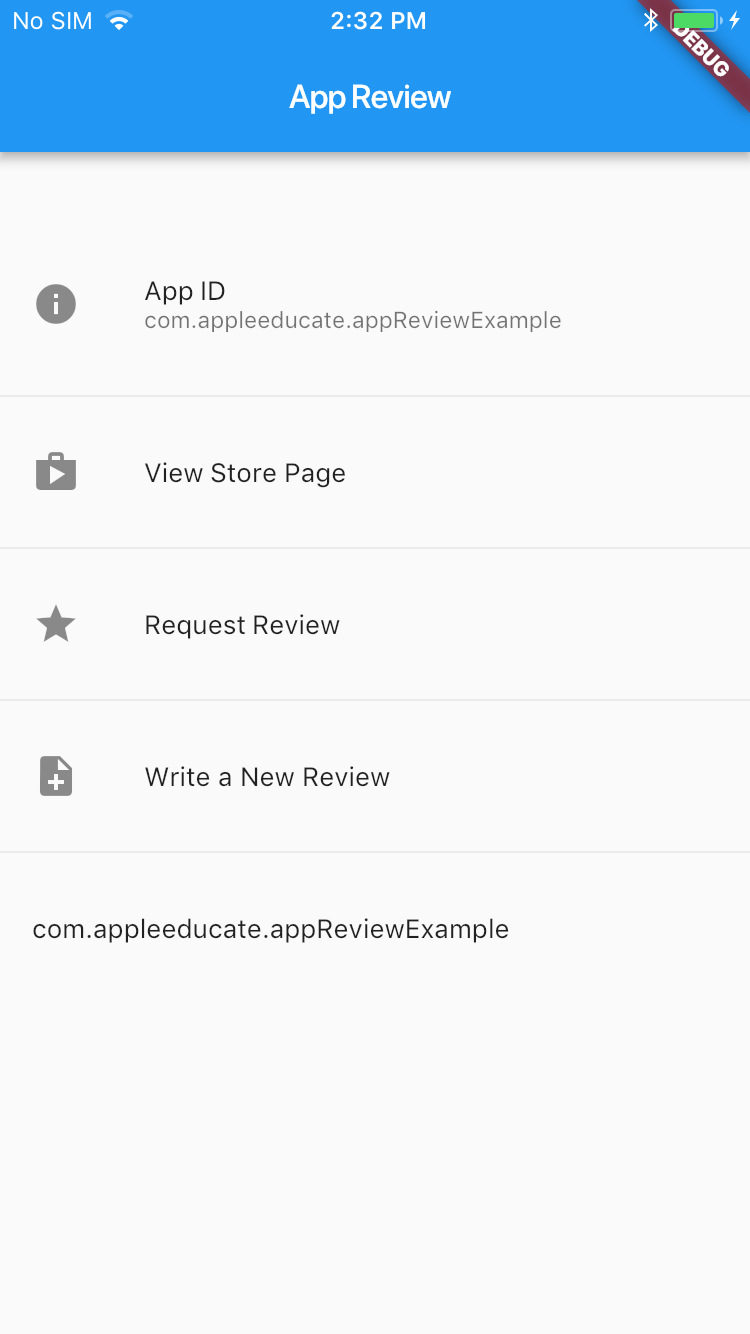 No SIM 2:32 PM
DEBUG
App Review
App ID
com.appleeducate.appReviewExample
View Store Page
Request Review
Write a New Review
com.appleeducate.appReviewExample